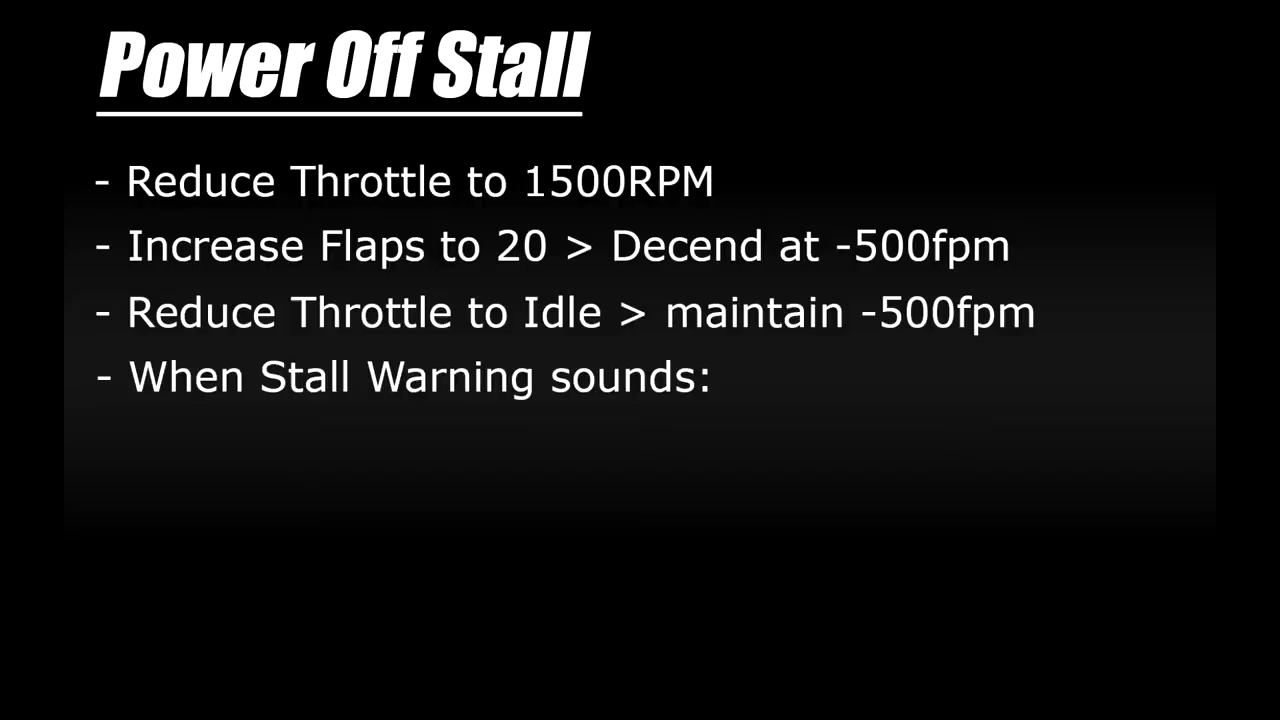 Power Off Stall
- Reduce Throttle to 1500RPM
- Increase Flaps to 20 > Decend at -500fpm
- Reduce Throttle to Idle > maintain -500fpm
- When Stall Warning sounds: